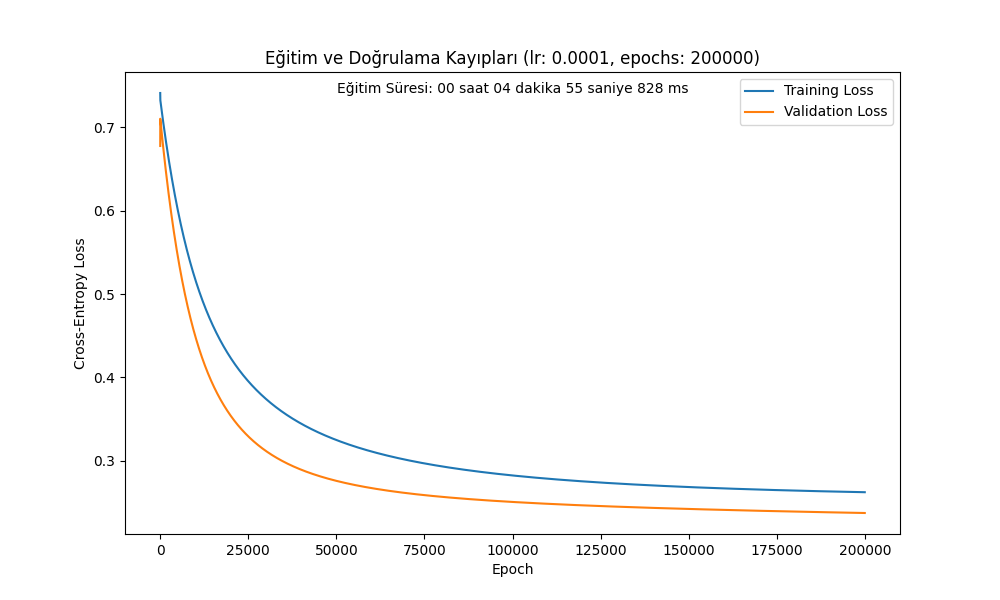 Eğitim ve Doğrulama Kayıpları (lr: 0.0001, epochs: 200000)
Eğitim Süresi: 00 saat 04 dakika 55 saniye 828 ms
Training Loss
Validation Loss
Cross-Entropy Loss
0.7
0.6
0.5
0.4
0.3
0 25000 50000 75000 100000 125000 150000 175000 200000
Epoch